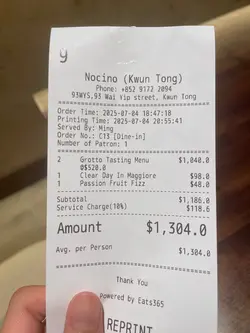 y
Nocino (Kwun Tong)
Phone: +852 9172 2094
93WYS,93 Wai Yip street, Kwun Tong
Order Time: 2025-07-04 18:47:18
Printing Time: 2025-07-04 20:55:41
Served By: Ming
Order No.: C13 [Dine-in]
Number of Patron: 1
2 Grotto Tasting Menu $1,040.0
@$520.0
1 Clear Day In Maggiore $98.0
1 Passion Fruit Fizz $48.0
Subtotal $1,186.0
Service Charge(10%) $118.6
Amount $1,304.0
Avg. per Person $1,304.0
Thank You
Powered by Eats365
REPRINT